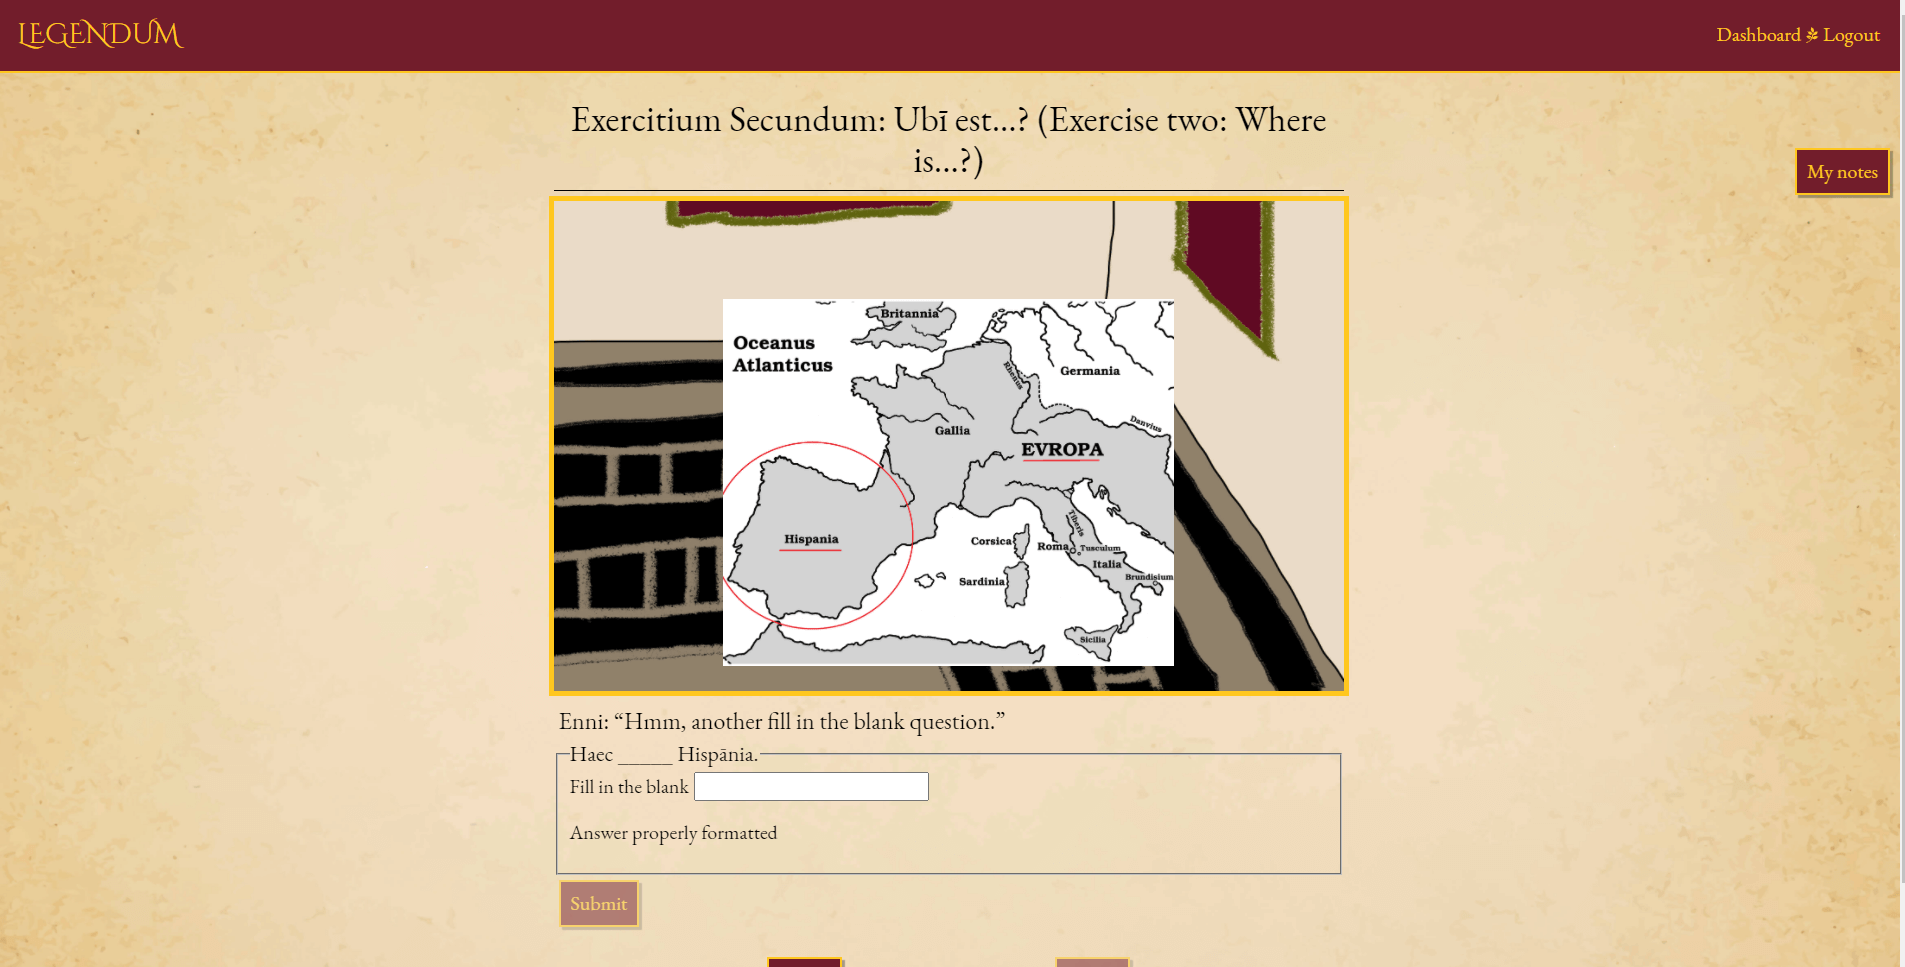 LEGENDUM
Dashboard Logout
Exercitium Secundum: Ubī est...? (Exercise two: Where
is...?)
My notes
Britannia
Oceanus
Atlanticus
Rhenus
Germania
Gallia
Danvius
EVROPA
Hispania
Tiberis
Corsica
Roma
Tusculum
Italia
Sardinia
Brundisium
Sicilia
Enni: “Hmm, another fill in the blank question.”
Haec _____ Hispānia.
Fill in the blank
Answer properly formatted
Submit